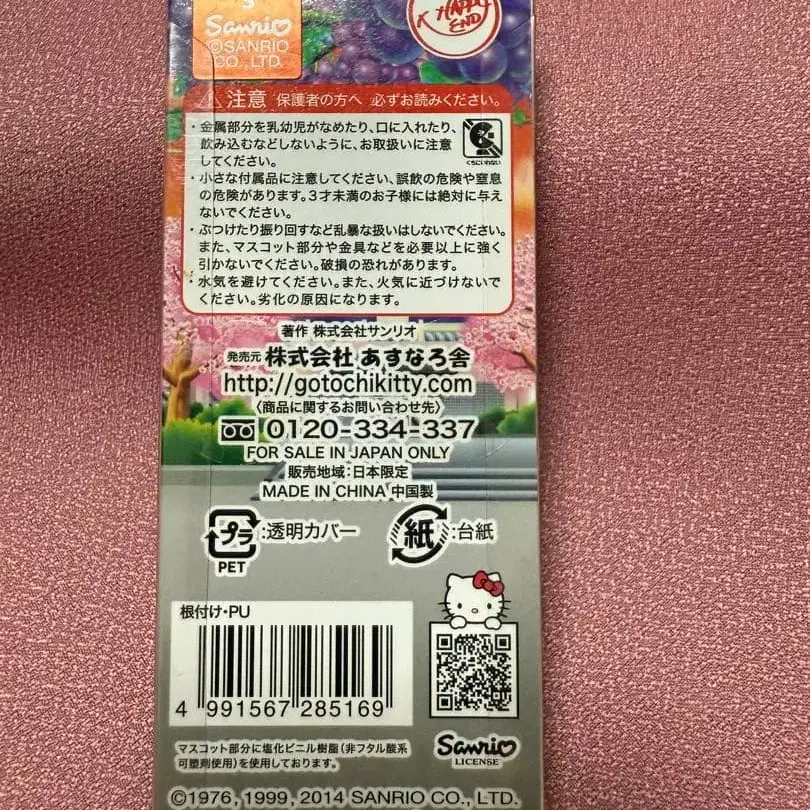 Sanrio
©SANRIO
CO., LTD.
HAPPY
END
注意 保護者の方へ 必ずお読みください。
・金属部分を乳幼児がなめたり、口に入れたり、
飲み込むなどしないように、お取扱いに注意
してください。
くちにいれない
・小さな付属品に注意してください、誤飲の危険や窒息
の危険があります。3才未満のお子様には絶対に与え
ないでください。
・ぶつけたり振り回すなど乱暴な扱いはしないでください。
また、マスコット部分や金具などを必要以上に強く
引かないでください。破損の恐れがあります。
・水気を避けてください。また、火気に近づけないで
ください。劣化の原因になります。
著作 株式会社サンリオ
発売元 株式会社 あすなろ舎
http://gotochikitty.com
〈商品に関するお問い合わせ先〉
0120-334-337
FOR SALE IN JAPAN ONLY
販売地域:日本限定
MADE IN CHINA 中国製
プラ :透明カバー 紙 :台紙
PET
根付け・PU
4 991567 285169
マスコット部分に塩化ビニル樹脂(非フタル酸系
可塑剤使用)を使用しております。
Sanrio
LICENSE
©1976, 1999, 2014 SANRIO CO., LTD.